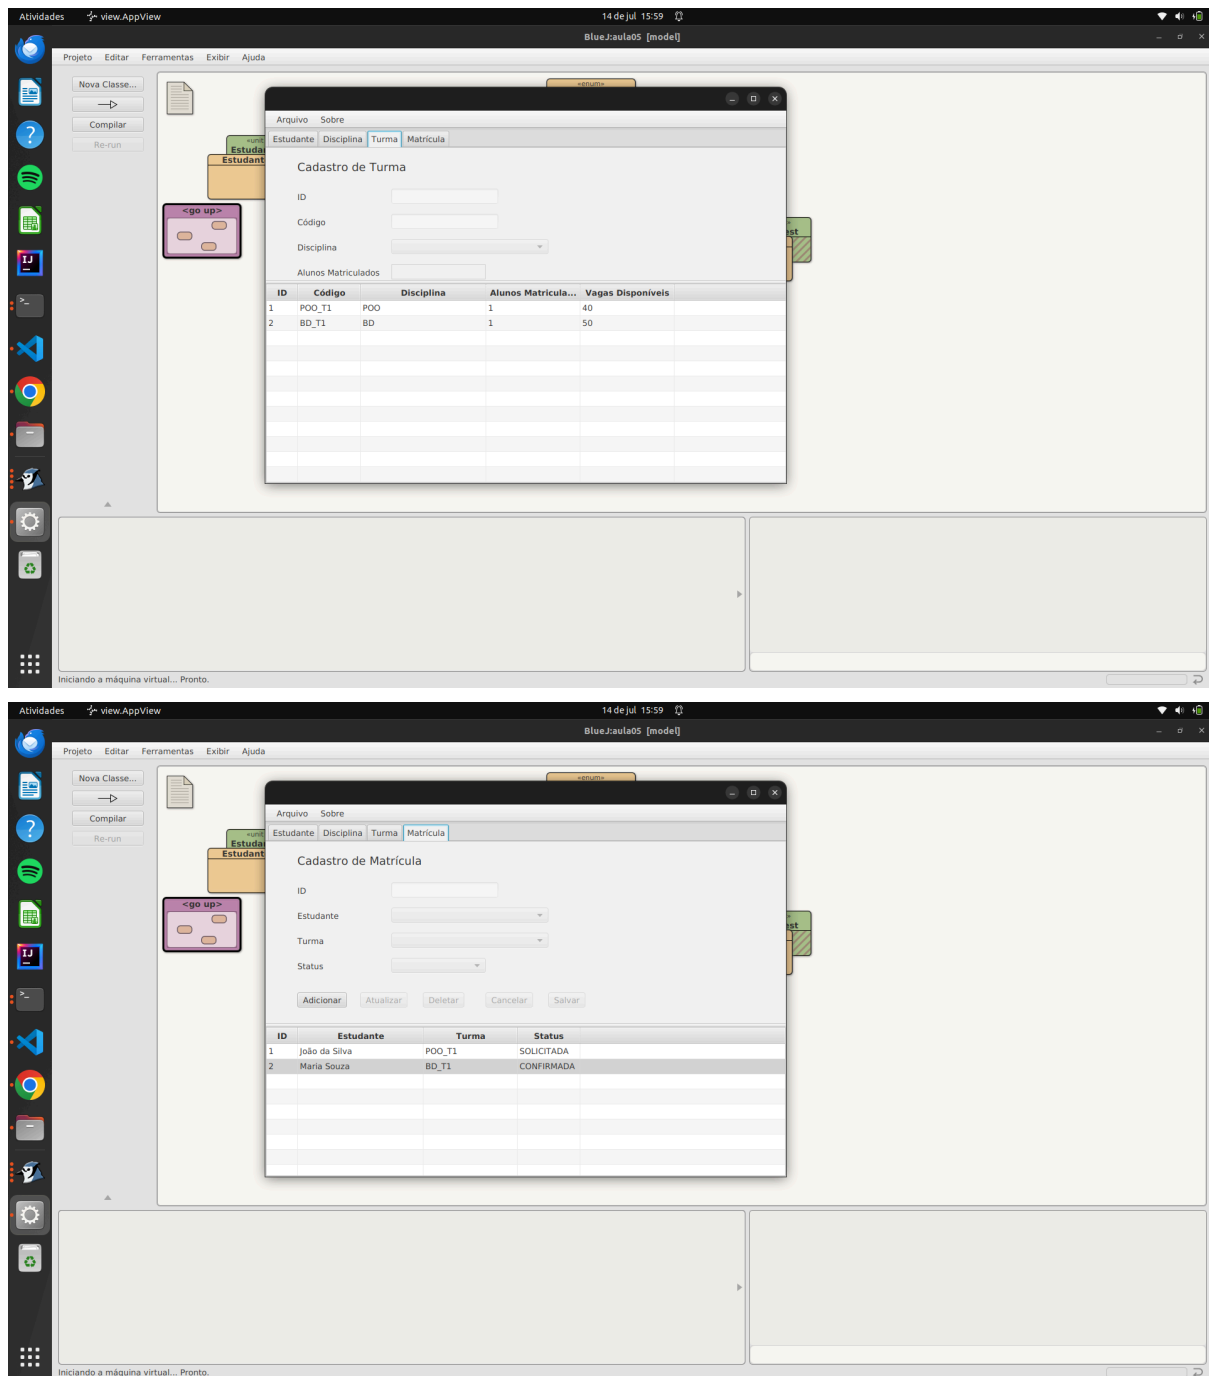 Atividades view.AppView 14 de jul 15:59
BlueJ:aula05 [model]
Projeto Editar Ferramentas Exibir Ajuda
Nova Classe...
Compilar
Re-run
«enum»
«unit
Estuda
Estudant
<go up>
est
Arquivo Sobre
Estudante Disciplina Turma Matrícula
Cadastro de Turma
ID
Código
Disciplina
Alunos Matriculados
ID Código Disciplina Alunos Matricula... Vagas Disponíveis
1 POO_T1 POO 1 40
2 BD_T1 BD 1 50
Iniciando a máquina virtual... Pronto.
Atividades view.AppView 14 de jul 15:59
BlueJ:aula05 [model]
Projeto Editar Ferramentas Exibir Ajuda
Nova Classe...
Compilar
Re-run
«enum»
«unit
Estuda
Estudant
<go up>
est
Arquivo Sobre
Estudante Disciplina Turma Matrícula
Cadastro de Matrícula
ID
Estudante
Turma
Status
Adicionar Atualizar Deletar Cancelar Salvar
ID Estudante Turma Status
1 João da Silva POO_T1 SOLICITADA
2 Maria Souza BD_T1 CONFIRMADA
Iniciando a máquina virtual... Pronto.